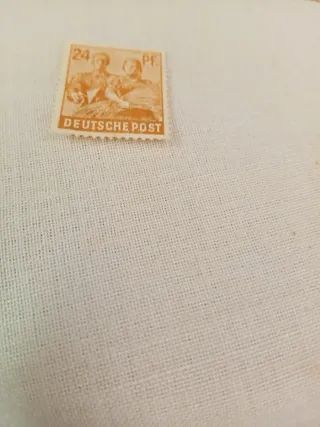 24 PF.
DEUTSCHE POST